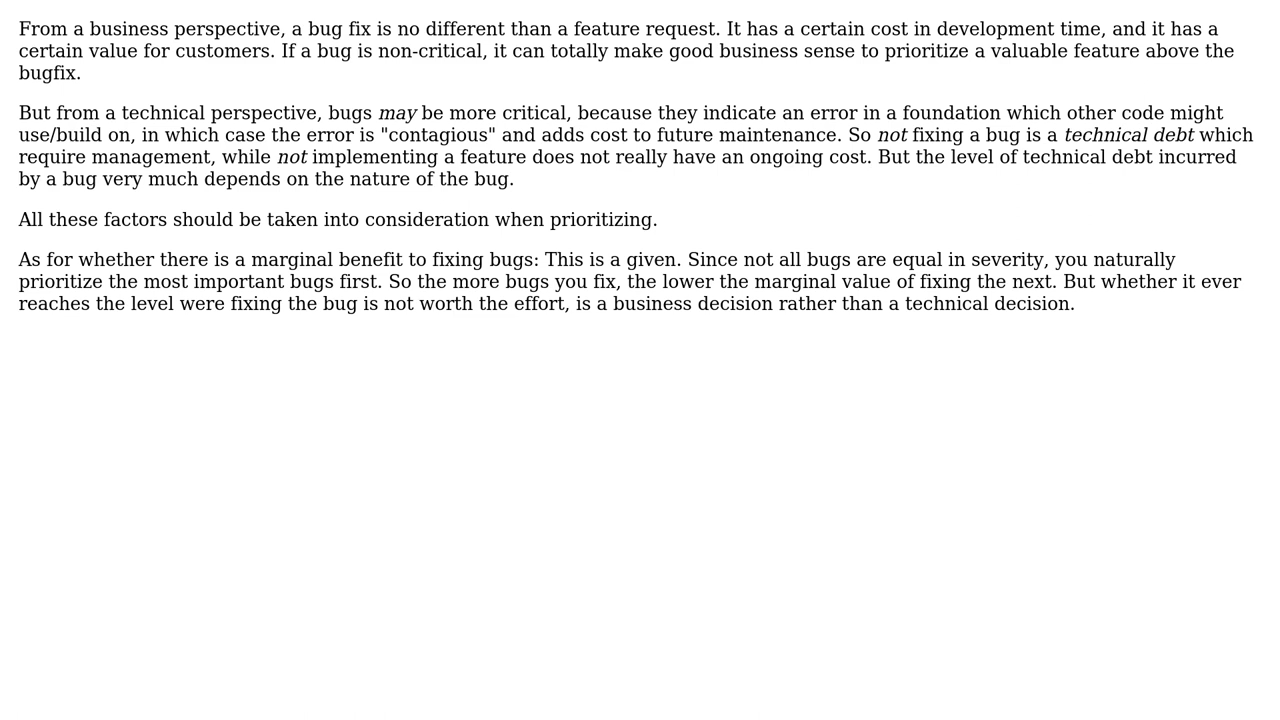 From a business perspective, a bug fix is no different than a feature request. It has a certain cost in development time, and it has a
certain value for customers. If a bug is non-critical, it can totally make good business sense to prioritize a valuable feature above the
bugfix.
But from a technical perspective, bugs may be more critical, because they indicate an error in a foundation which other code might
use/build on, in which case the error is "contagious" and adds cost to future maintenance. So not fixing a bug is a technical debt which
require management, while not implementing a feature does not really have an ongoing cost. But the level of technical debt incurred
by a bug very much depends on the nature of the bug.
All these factors should be taken into consideration when prioritizing.
As for whether there is a marginal benefit to fixing bugs: This is a given. Since not all bugs are equal in severity, you naturally
prioritize the most important bugs first. So the more bugs you fix, the lower the marginal value of fixing the next. But whether it ever
reaches the level were fixing the bug is not worth the effort, is a business decision rather than a technical decision.